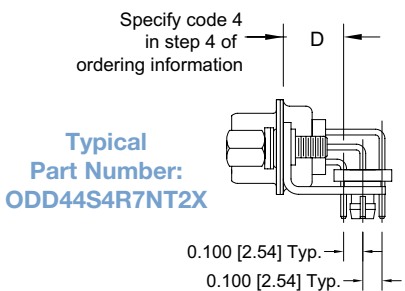 Specify code 4
in step 4 of
ordering information
D
Typical
Part Number:
ODD44S4R7NT2X
0.100 [2.54] Typ.
0.100 [2.54] Typ.